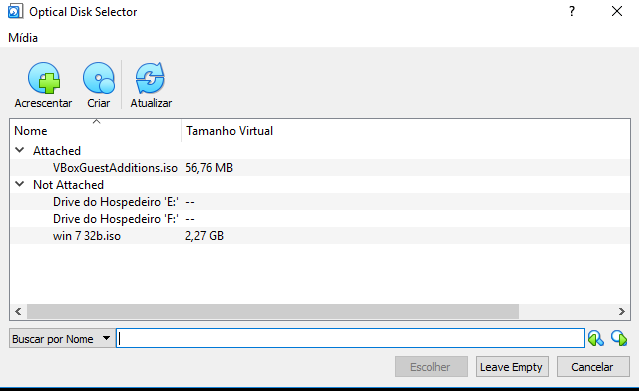 Optical Disk Selector ?
Mídia
Acrescentar Criar Atualizar
Nome Tamanho Virtual
Attached
VBoxGuestAdditions.iso 56,76 MB
Not Attached
Drive do Hospedeiro 'E:' --
Drive do Hospedeiro 'F:' --
win 7 32b.iso 2,27 GB
Buscar por Nome
Escolher Leave Empty Cancelar